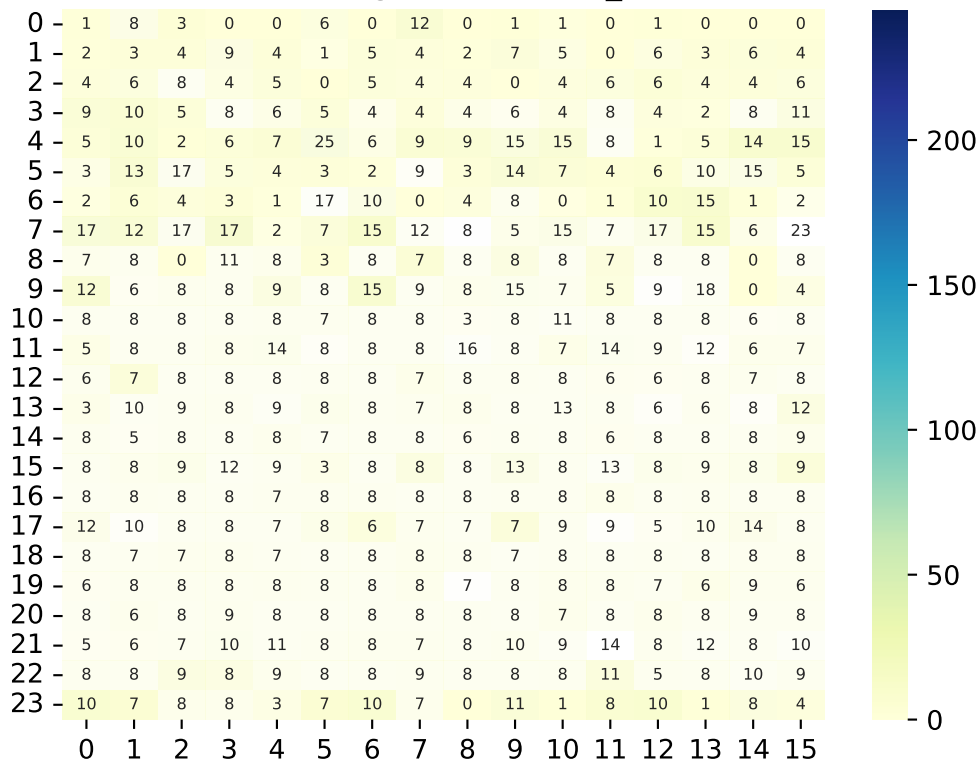 0 1 8 3 0 0 6 0 12 0 1 1 0 1 0 0 0
1 2 3 4 9 4 1 5 4 2 7 5 0 6 3 6 4
2 4 6 8 4 5 0 5 4 4 0 4 6 6 4 4 6
3 9 10 5 8 6 5 4 4 4 6 4 8 4 2 8 11
4 5 10 2 6 7 25 6 9 9 15 15 8 1 5 14 15
5 3 13 17 5 4 3 2 9 3 14 7 4 6 10 15 5
6 2 6 4 3 1 17 10 0 4 8 0 1 10 15 1 2
7 17 12 17 17 2 7 15 12 8 5 15 7 17 15 6 23
8 7 8 0 11 8 3 8 7 8 8 8 7 8 8 0 8
9 12 6 8 8 9 8 15 9 8 15 7 5 9 18 0 4
10 8 8 8 8 8 7 8 8 3 8 11 8 8 8 6 8
11 5 8 8 8 14 8 8 8 16 8 7 14 9 12 6 7
12 6 7 8 8 8 8 8 7 8 8 8 6 6 8 7 8
13 3 10 9 8 9 8 8 7 8 8 13 8 6 6 8 12
14 8 5 8 8 8 7 8 8 6 8 8 6 8 8 8 9
15 8 8 9 12 9 3 8 8 8 13 8 13 8 9 8 9
16 8 8 8 8 7 8 8 8 8 8 8 8 8 8 8 8
17 12 10 8 8 7 8 6 7 7 7 9 9 5 10 14 8
18 8 7 7 8 7 8 8 8 8 7 8 8 8 8 8 8
19 6 8 8 8 8 8 8 8 7 8 8 8 7 6 9 6
20 8 6 8 9 8 8 8 8 8 8 7 8 8 8 9 8
21 5 6 7 10 11 8 8 7 8 10 9 14 8 12 8 10
22 8 8 9 8 9 8 8 9 8 8 8 11 5 8 10 9
23 10 7 8 8 3 7 10 7 0 11 1 8 10 1 8 4
0 1 2 3 4 5 6 7 8 9 10 11 12 13 14 15
200
150
100
50
0